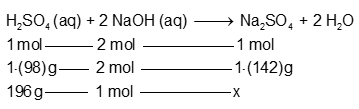 H₂SO₄ (aq) + 2 NaOH (aq) ⟶ Na₂SO₄ + 2 H₂O
1 mol —— 2 mol ———— 1 mol
1·(98)g —— 2 mol ———— 1·(142)g
196g —— 1 mol ———— x